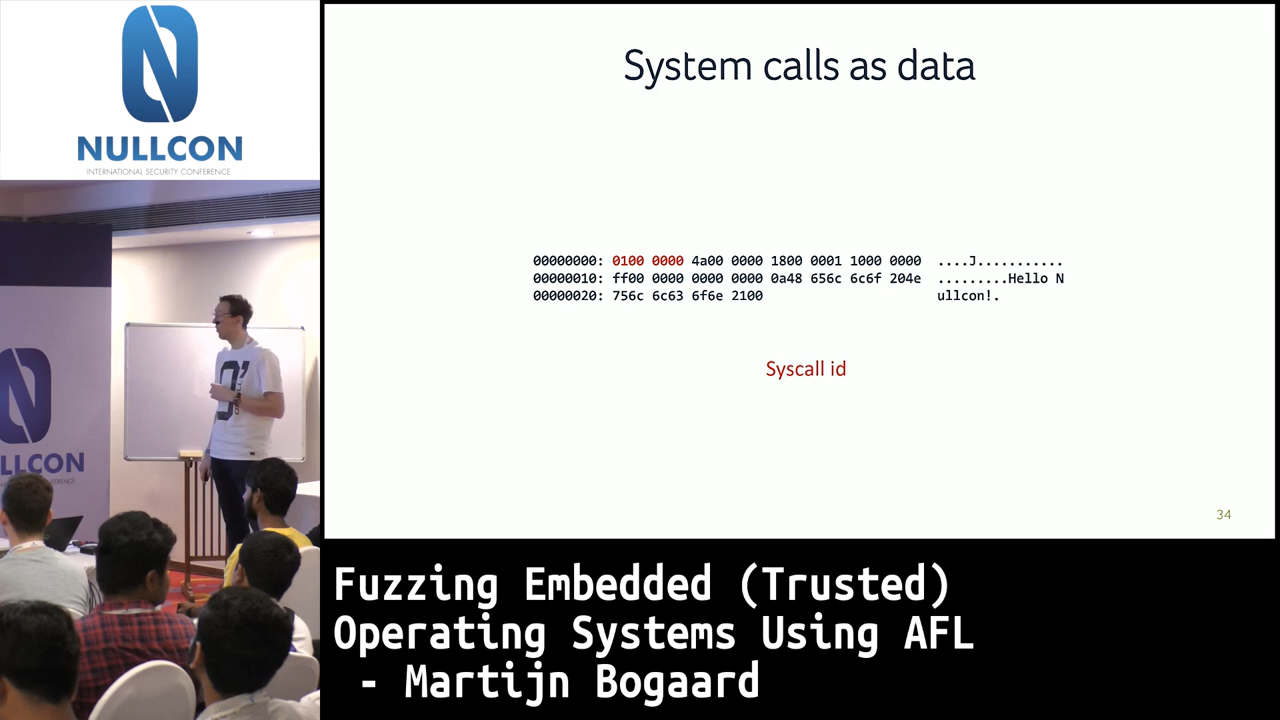 NULLCON
INTERNATIONAL SECURITY CONFERENCE
LLCON
System calls as data
00000000: 0100 0000 4a00 0000 1800 0001 1000 0000 ....J...........
00000010: ff00 0000 0000 0000 0a48 656c 6c6f 204e .........Hello N
00000020: 756c 6c63 6f6e 2100 ullcon!.
Syscall id
34
Fuzzing Embedded (Trusted)
Operating Systems Using AFL
- Martijn Bogaard